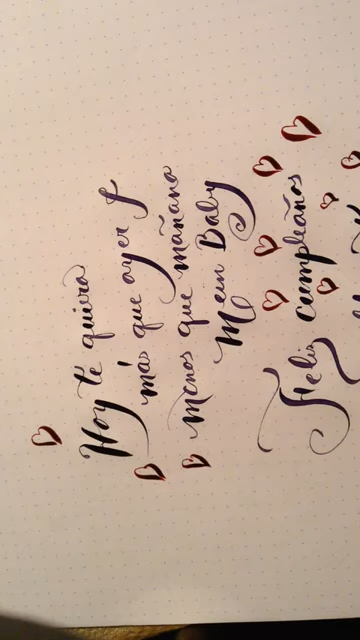 Hoy te quiero
más que ayer &
menos que mañana
Mein Baby
Feliz cumpleaños